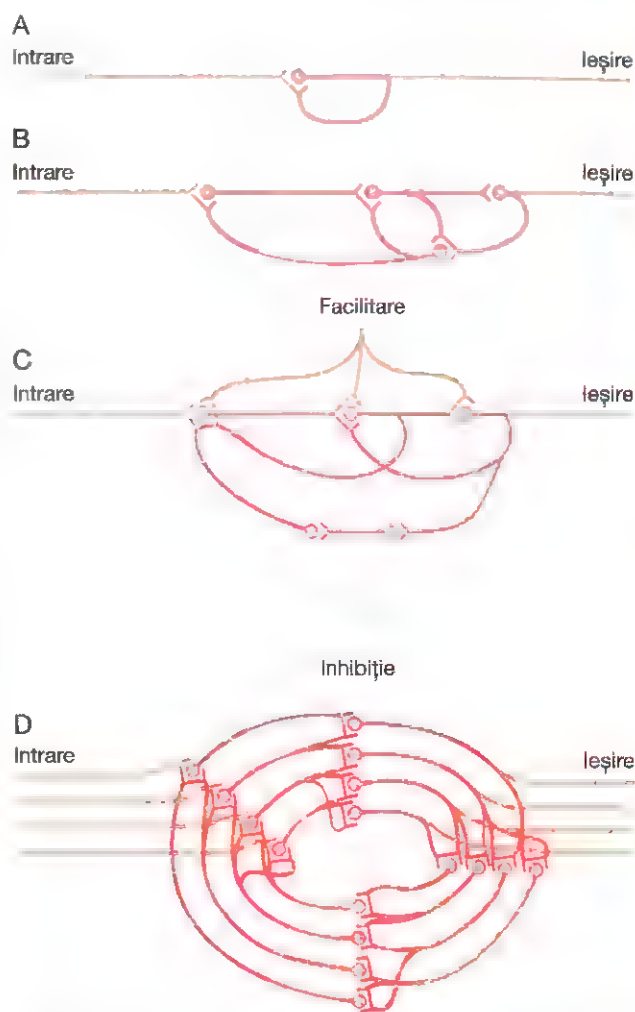 A
Intrare Ieşire
B
Intrare Ieşire
Facilitare
C
Intrare Ieşire
Inhibiţie
D
Intrare Ieşire